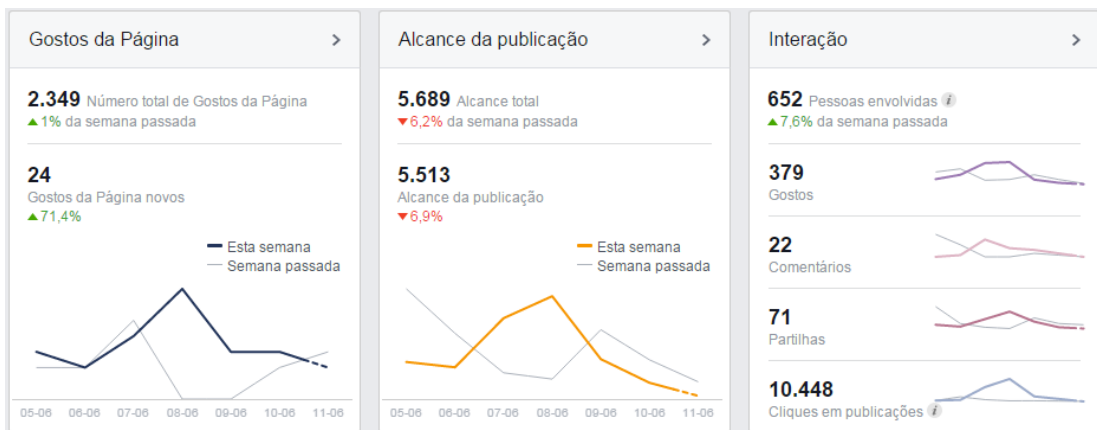 Gostos da Página
2.349 Número total de Gostos da Página
1% da semana passada
24
Gostos da Página novos
71,4%
Esta semana
Semana passada
05-06 06-06 07-06 08-06 09-06 10-06 11-06
Alcance da publicação
5.689 Alcance total
6,2% da semana passada
5.513
Alcance da publicação
6,9%
Esta semana
Semana passada
05-06 06-06 07-06 08-06 09-06 10-06 11-06
Interação
652 Pessoas envolvidas i
7,6% da semana passada
379
Gostos
22
Comentários
71
Partilhas
10.448
Cliques em publicações i